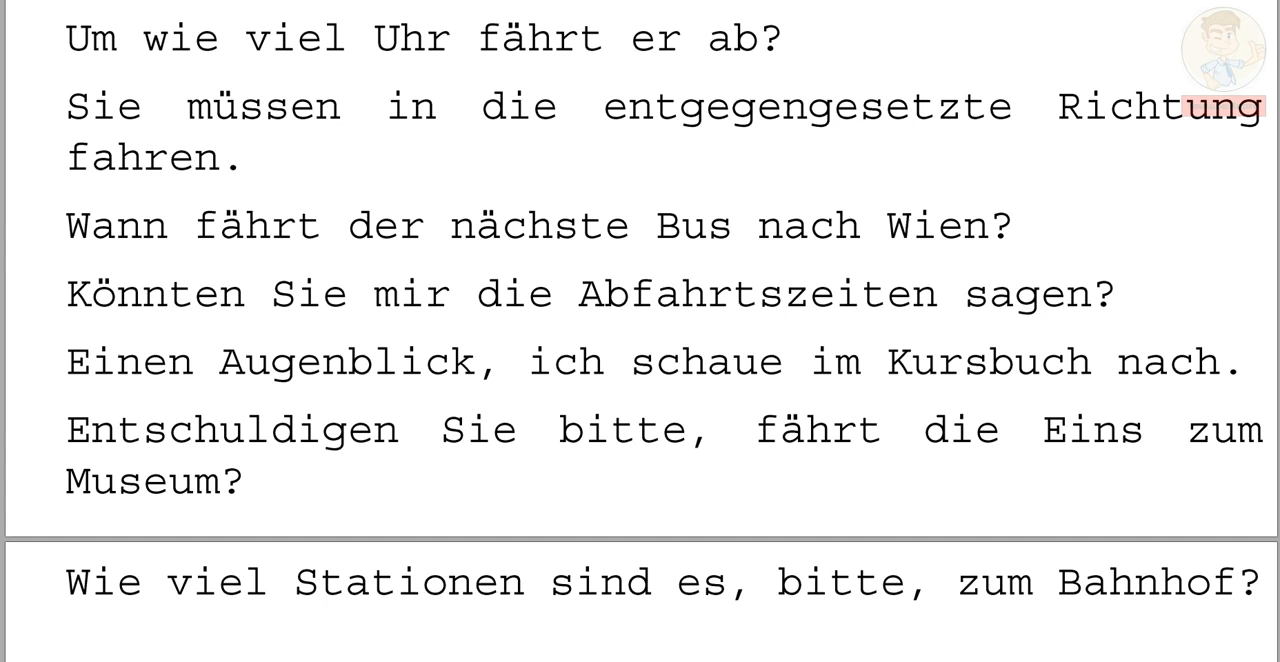 Um wie viel Uhr fährt er ab?
Sie müssen in die entgegengesetzte Richtung
fahren.
Wann fährt der nächste Bus nach Wien?
Könnten Sie mir die Abfahrtszeiten sagen?
Einen Augenblick, ich schaue im Kursbuch nach.
Entschuldigen Sie bitte, fährt die Eins zum
Museum?
Wie viel Stationen sind es, bitte, zum Bahnhof?